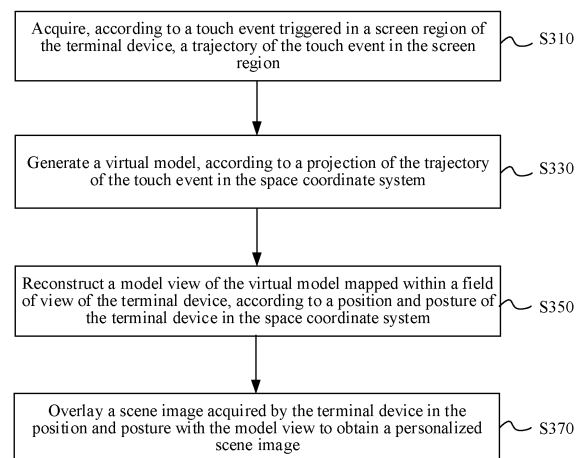 Acquire, according to a touch event triggered in a screen region of
the terminal device, a trajectory of the touch event in the screen
region
S310
Generate a virtual model, according to a projection of the trajectory
of the touch event in the space coordinate system
S330
Reconstruct a model view of the virtual model mapped within a field
of view of the terminal device, according to a position and posture of
the terminal device in the space coordinate system
S350
Overlay a scene image acquired by the terminal device in the
position and posture with the model view to obtain a personalized
scene image
S370